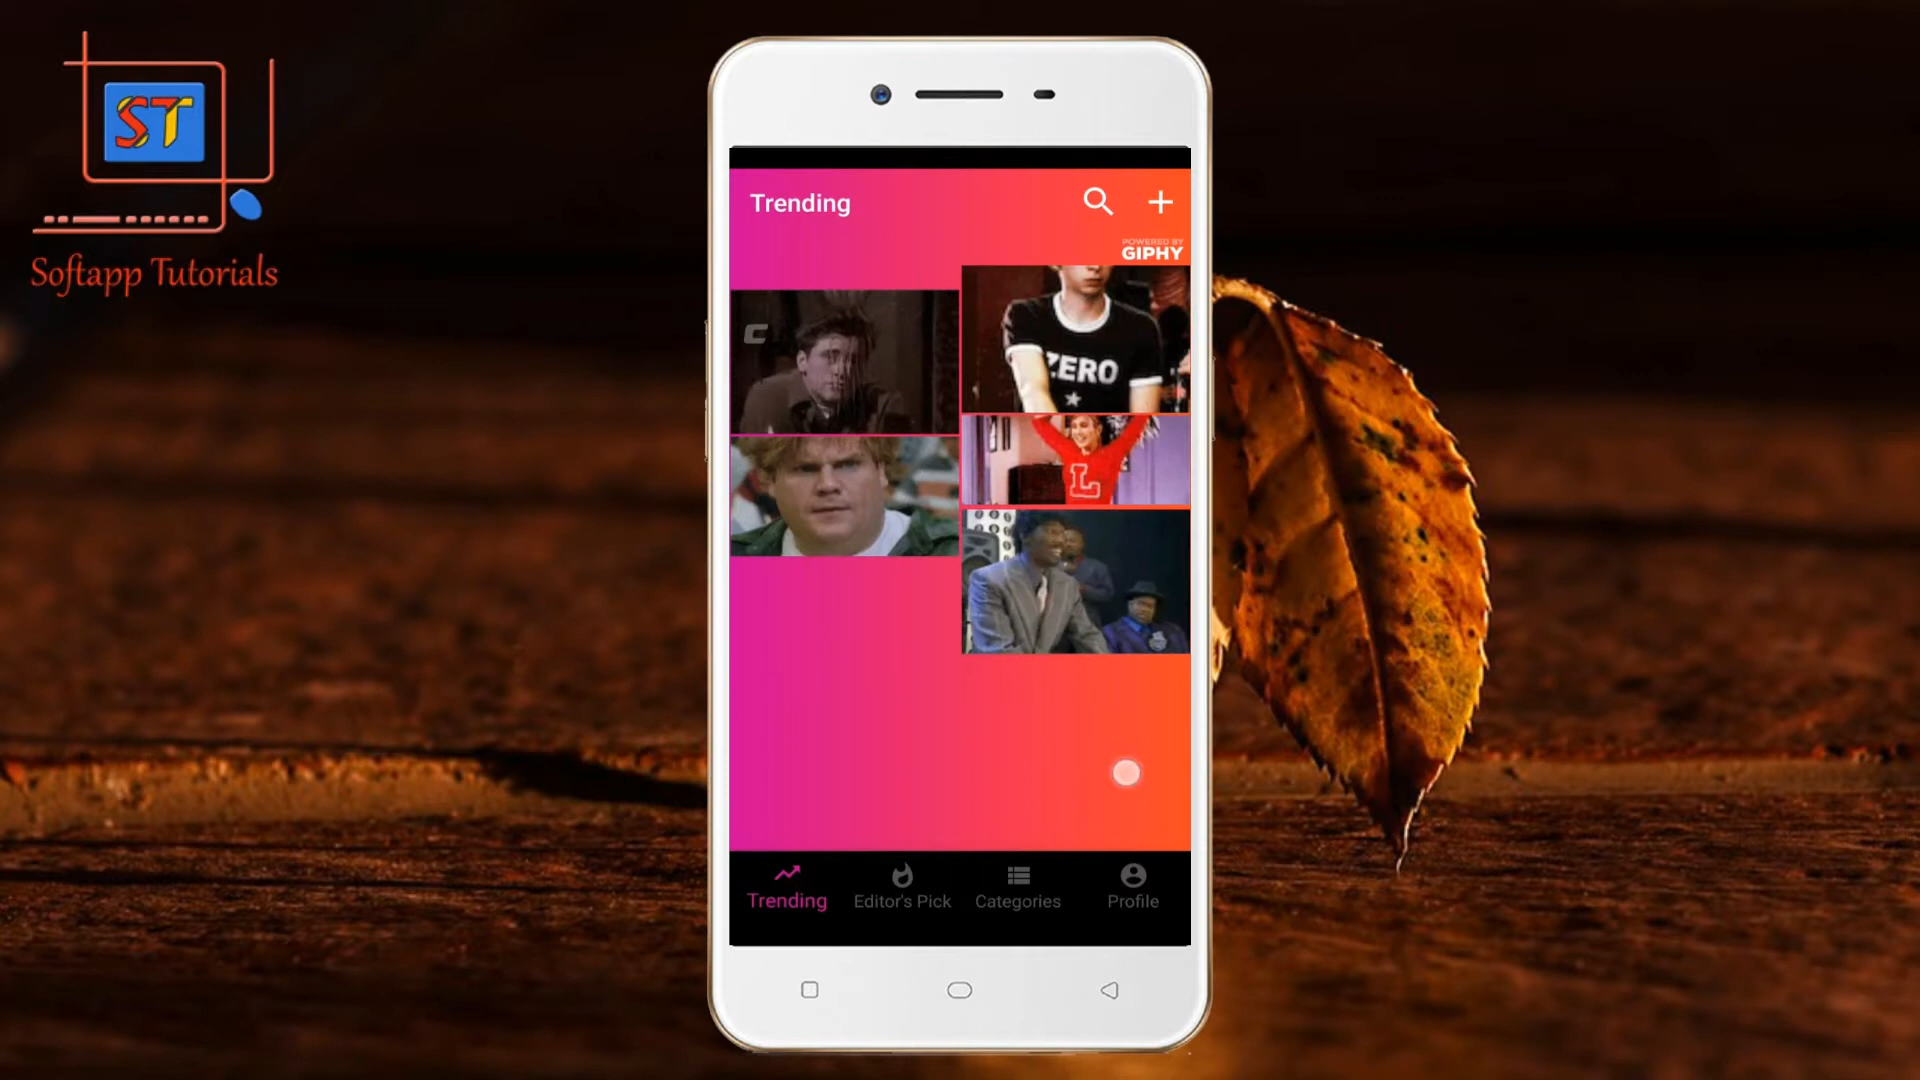 ST
Softapp Tutorials
Trending
POWERED BY
GIPHY
C
ZERO
L
Trending
Editor's Pick
Categories
Profile